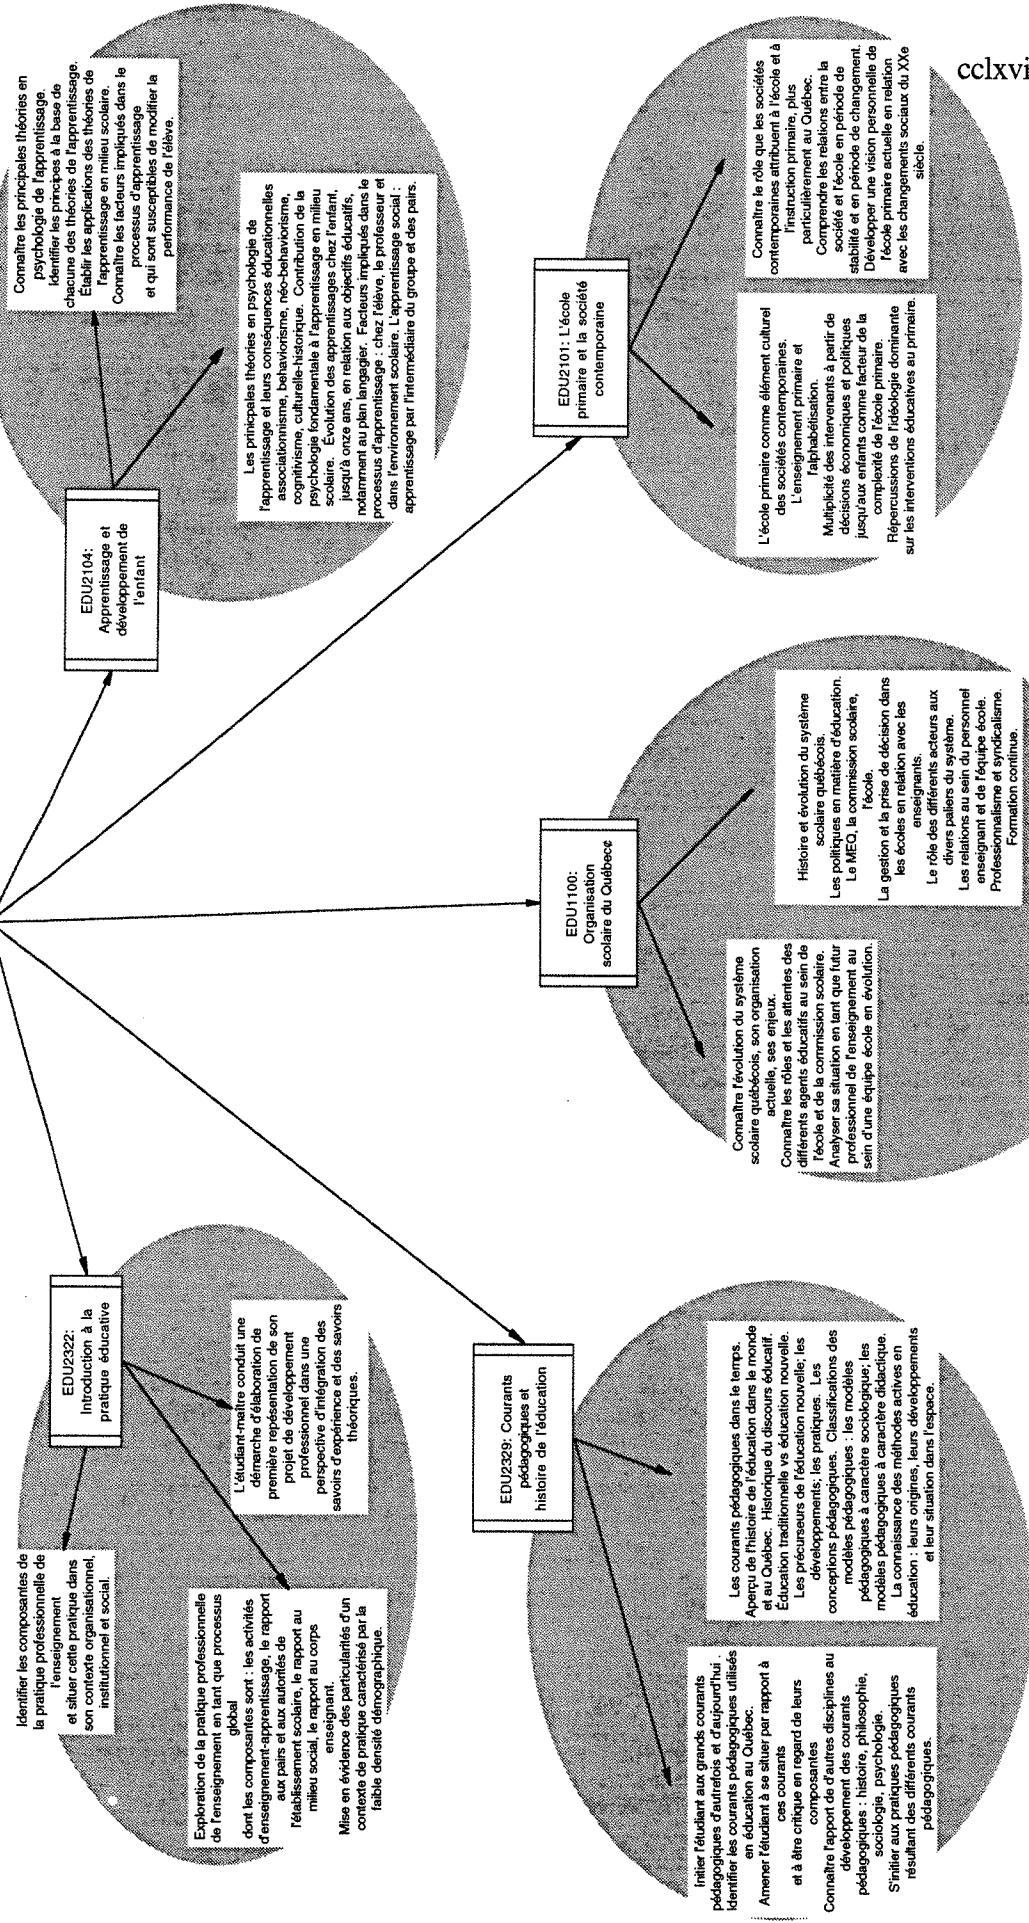 cclxvi
EDU2322:
Introduction à la
pratique éducative
Identifier les composantes de
la pratique professionnelle de
l'enseignement
et situer cette pratique dans
son contexte organisationnel,
institutionnel et social.
Exploration de la pratique professionnelle
de l'enseignement en tant que processus
global
dont les composantes sont : les activités
d'enseignement-apprentissage, le rapport
aux pairs et aux autorités de
l'établissement scolaire, le rapport au
milieu social, le rapport au corps
enseignant.
Mise en évidence des particularités d'un
contexte de pratique caractérisé par la
faible densité démographique.
L'étudiant-maître conduit une
démarche d'élaboration de
première représentation de son
projet de développement
professionnel dans une
perspective d'intégration des
savoirs d'expérience et des savoirs
théoriques.
EDU2104:
Apprentissage et
développement de
l'enfant
Connaître les principales théories en
psychologie de l'apprentissage.
Identifier les principes à la base de
chacune des théories de l'apprentissage.
Établir les applications des théories de
l'apprentissage en milieu scolaire.
Connaître les facteurs impliqués dans le
processus d'apprentissage
et qui sont susceptibles de modifier la
performance de l'élève.
Les prinicpales théories en psychologie de
l'apprentissage et leurs conséquences éducationnelles
associationnisme, behaviorisme, néo-behaviorisme,
cognitivisme, culturelle-historique. Contribution de la
psychologie fondamentale à l'apprentissage en milieu
scolaire. Évolution des apprentissages chez l'enfant,
jusqu'à onze ans, en relation aux objectifs éducatifs,
notamment au plan langagier. Facteurs impliqués dans le
processus d'apprentissage : chez l'élève, le professeur et
dans l'environnement scolaire. L'apprentissage social :
apprentissage par l'intermédiaire du groupe et des pairs.
EDU2329: Courants
pédagogiques et
histoire de l'éducation
Initier l'étudiant aux grands courants
pédagogiques d'autrefois et d'aujourd'hui .
Identifier les courants pédagogiques utilisés
en éducation au Québec.
Amener l'étudiant à se situer par rapport à
ces courants
et à être critique en regard de leurs
composantes
Connaître l'apport de d'autres disciplines au
développement des courants
pédagogiques : histoire, philosophie,
sociologie, psychologie.
S'initier aux pratiques pédagogiques
résultant des différents courants
pédagogiques.
Les courants pédagogiques dans le temps.
Aperçu de l'histoire de l'éducation dans le monde
et au Québec. Historique du discours éducatif.
Éducation traditionnelle vs éducation nouvelle.
Les précurseurs de l'éducation nouvelle; les
développements; les pratiques. Les
conceptions pédagogiques. Classifications des
modèles pédagogiques : les modèles
pédagogiques à caractère sociologique; les
modèles pédagogiques à caractère didactique.
La connaissance des méthodes actives en
éducation : leurs origines, leurs développements
et leur situation dans l'espace.
EDU1100:
Organisation
scolaire du Québec¢
Connaître l'évolution du système
scolaire québécois, son organisation
actuelle, ses enjeux.
Connaître les rôles et les attentes des
différents agents éducatifs au sein de
l'école et de la commission scolaire.
Analyser sa situation en tant que futur
professionnel de l'enseignement au
sein d'une équipe école en évolution.
Histoire et évolution du système
scolaire québécois.
Les politiques en matière d'éducation.
Le MEQ, la commission scolaire,
l'école.
La gestion et la prise de décision dans
les écoles en relation avec les
enseignants.
Le rôle des différents acteurs aux
divers paliers du système.
Les relations au sein du personnel
enseignant et de l'équipe école.
Professionnalisme et syndicalisme.
Formation continue.
EDU2101: L'école
primaire et la société
contemporaine
L'école primaire comme élément culturel
des sociétés contemporaines.
L'enseignement primaire et
l'alphabétisation.
Multiplicité des intervenants à partir de
décisions économiques et politiques
jusqu'aux enfants comme facteur de la
complexité de l'école primaire.
Répercussions de l'idéologie dominante
sur les interventions éducatives au primaire.
Connaître le rôle que les sociétés
contemporaines attribuent à l'école et à
l'instruction primaire, plus
particulièrement au Québec.
Comprendre les relations entre la
société et l'école en période de
stabilité et en période de changement.
Développer une vision personnelle de
l'école primaire actuelle en relation
avec les changements sociaux du XXe
siècle.